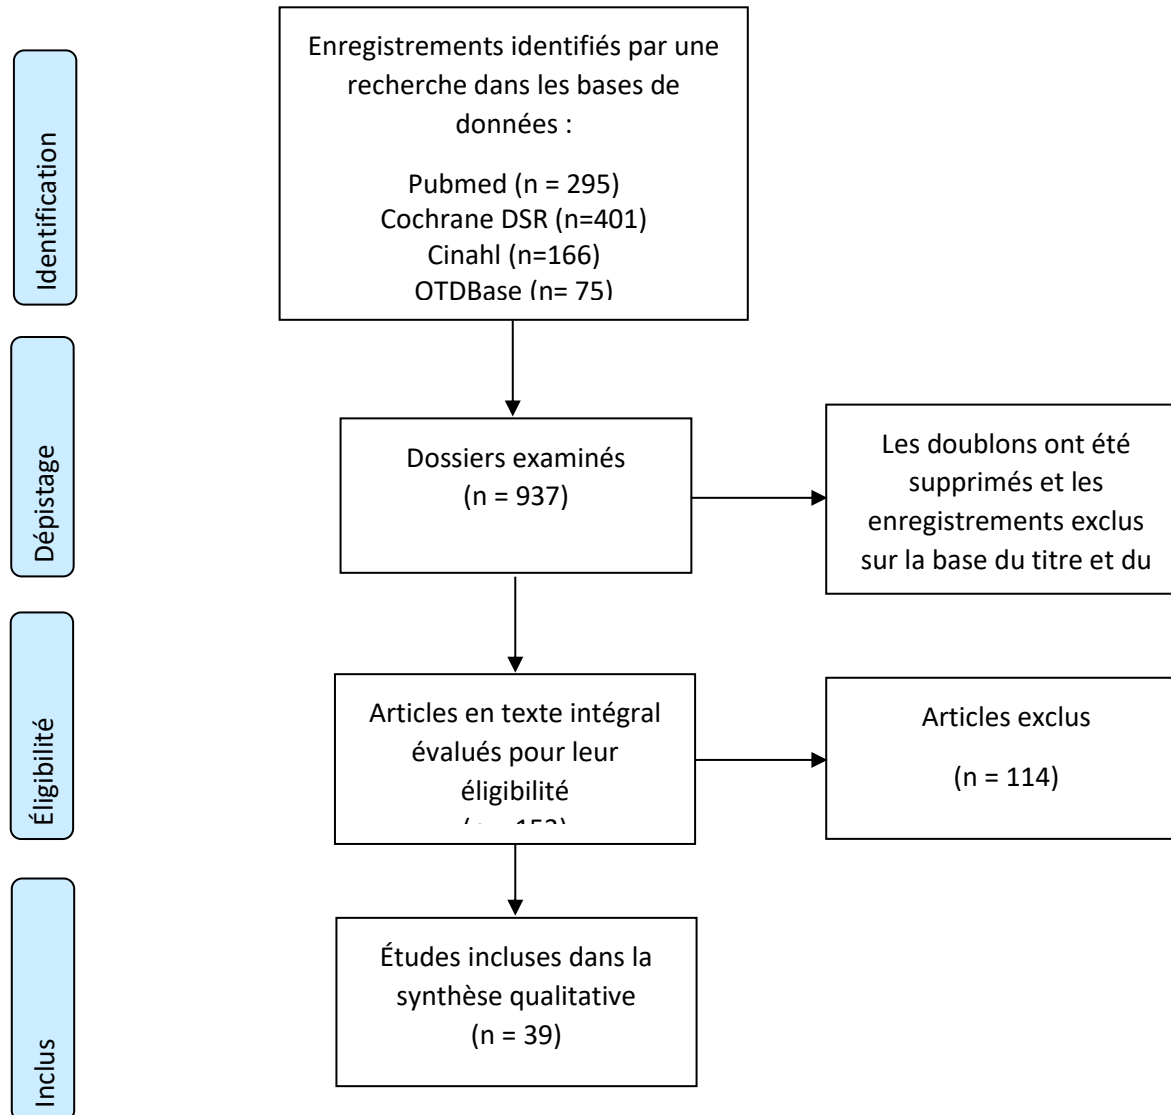 Identification
Enregistrements identifiés par une
recherche dans les bases de
données :
Pubmed (n = 295)
Cochrane DSR (n=401)
Cinahl (n=166)
OTDBase (n= 75)
Dépistage
Dossiers examinés
(n = 937)
Les doublons ont été
supprimés et les
enregistrements exclus
sur la base du titre et du
Éligibilité
Articles en texte intégral
évalués pour leur
éligibilité
Articles exclus
(n = 114)
Inclus
Études incluses dans la
synthèse qualitative
(n = 39)